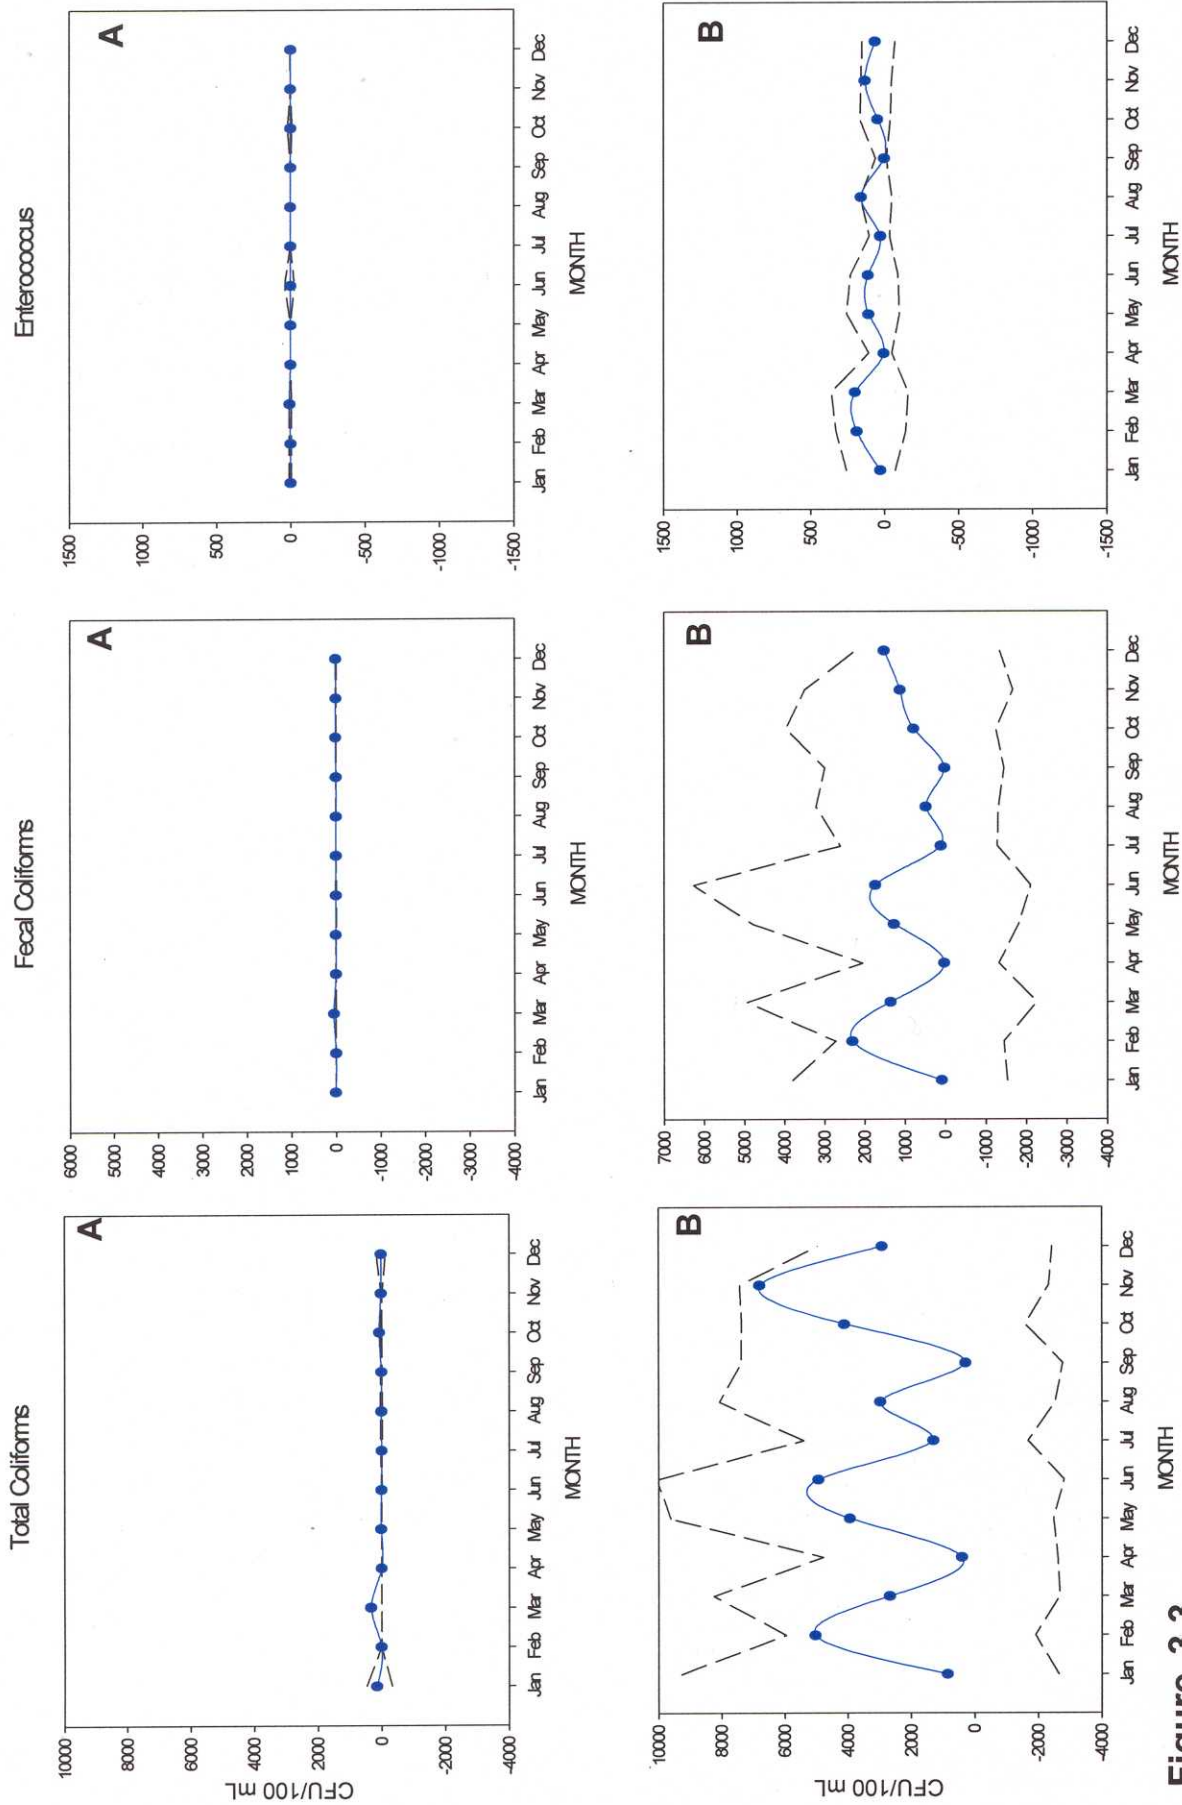 Total Coliforms
Fecal Coliforms
Enterococcus
A
10000
8000
6000
4000
2000
0
-2000
-4000
CFU/100 mL
Jan Feb Mar Apr May Jun Jul Aug Sep Oct Nov Dec
MONTH
A
6000
5000
4000
3000
2000
1000
0
-1000
-2000
-3000
-4000
Jan Feb Mar Apr May Jun Jul Aug Sep Oct Nov Dec
MONTH
A
1500
1000
500
0
-500
-1000
-1500
Jan Feb Mar Apr May Jun Jul Aug Sep Oct Nov Dec
MONTH
B
10000
8000
6000
4000
2000
0
-2000
-4000
CFU/100 mL
Jan Feb Mar Apr May Jun Jul Aug Sep Oct Nov Dec
MONTH
B
7000
6000
5000
4000
3000
2000
1000
0
-1000
-2000
-3000
-4000
Jan Feb Mar Apr May Jun Jul Aug Sep Oct Nov Dec
MONTH
B
1500
1000
500
0
-500
-1000
-1500
Jan Feb Mar Apr May Jun Jul Aug Sep Oct Nov Dec
MONTH
Figure 3.3